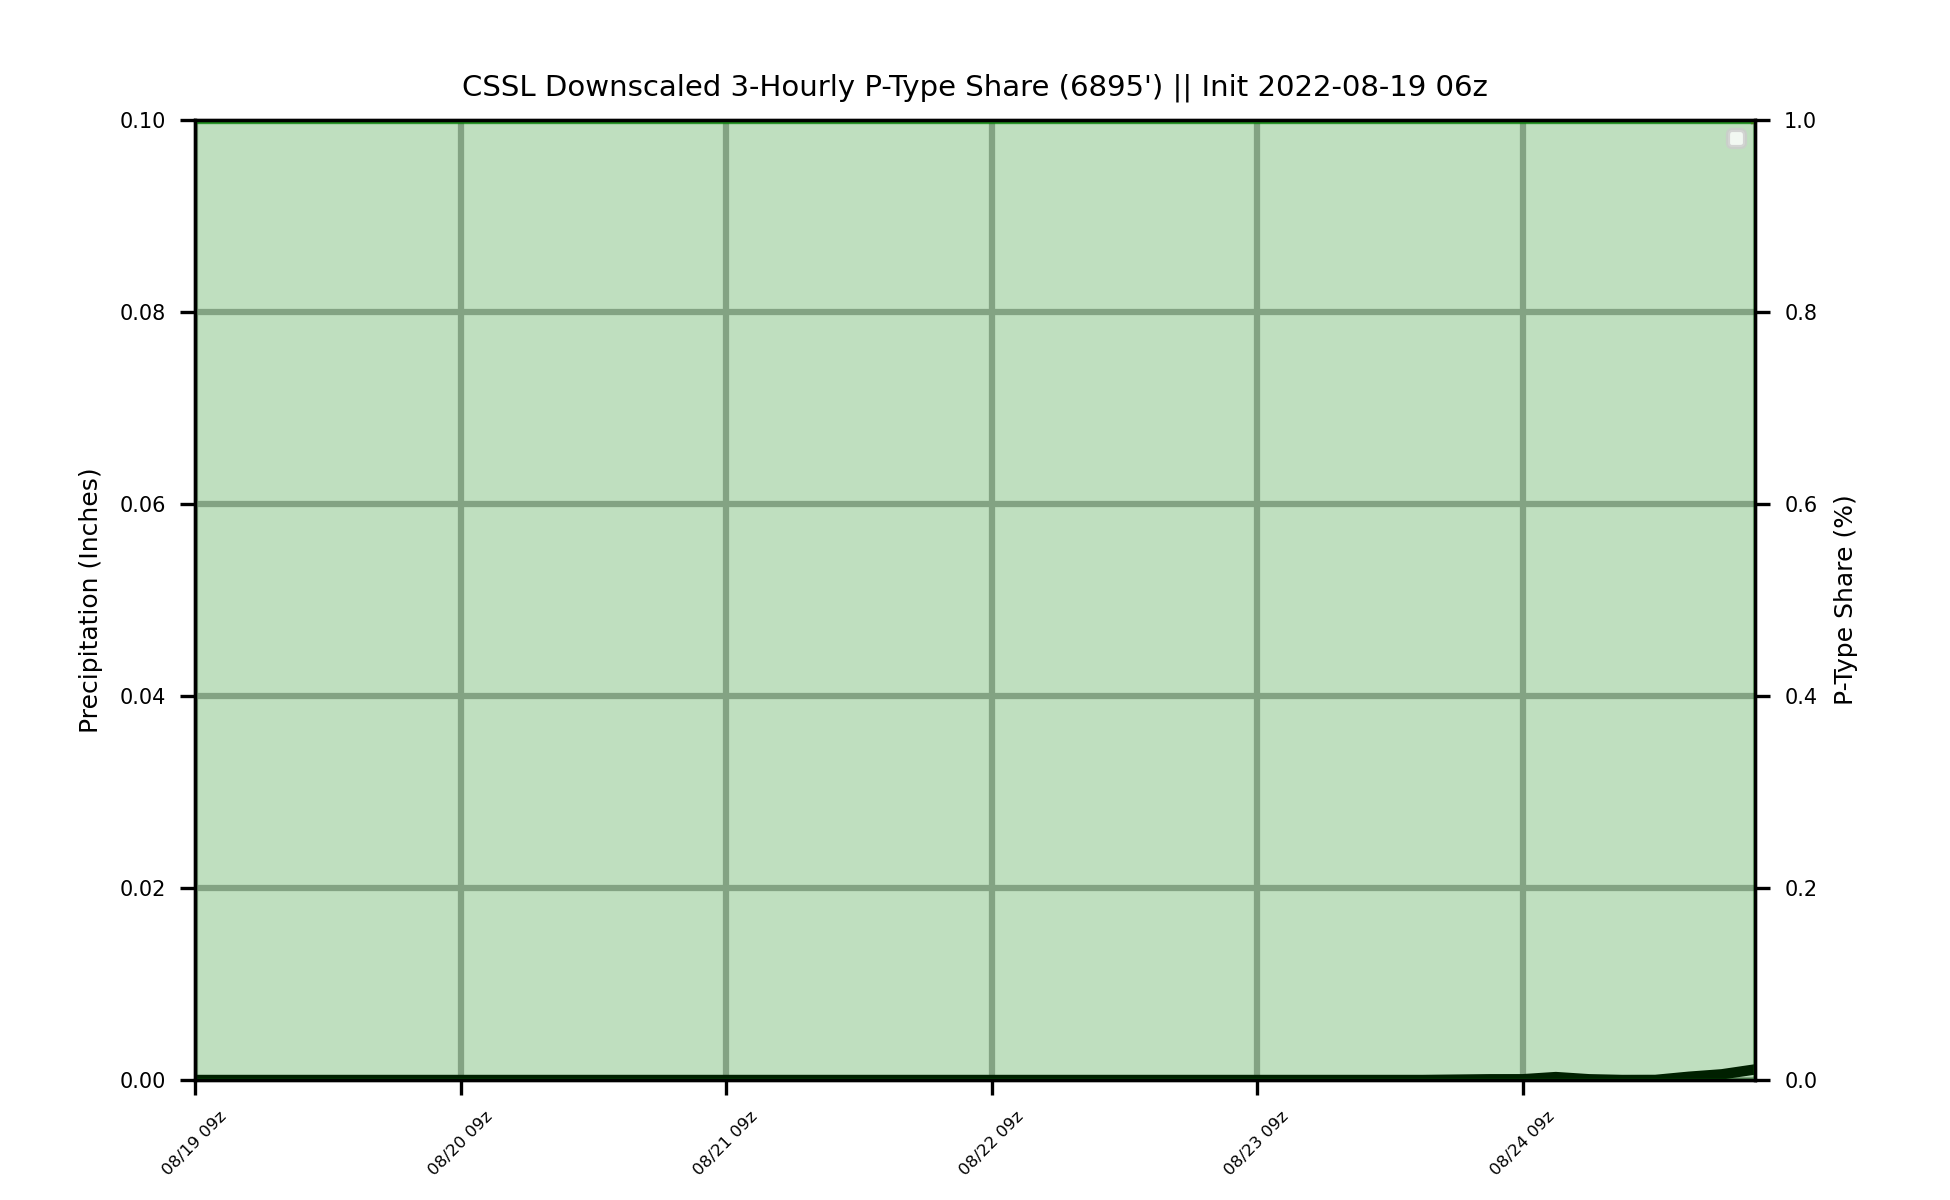 CSSL Downscaled 3-Hourly P-Type Share (6895') || Init 2022-08-19 06z
0.10
0.08
0.06
0.04
0.02
0.00
Precipitation (Inches)
1.0
0.8
0.6
0.4
0.2
0.0
P-Type Share (%)
08/19 09z
08/20 09z
08/21 09z
08/22 09z
08/23 09z
08/24 09z